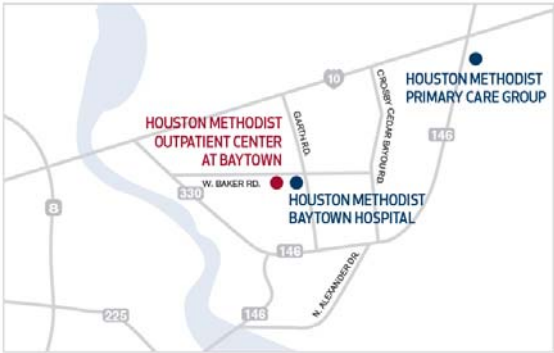 10
HOUSTON METHODIST
PRIMARY CARE GROUP
CROSBY CEDAR BAYOU RD.
HOUSTON METHODIST
OUTPATIENT CENTER
AT BAYTOWN
GARTH RD.
146
W. BAKER RD.
330
HOUSTON METHODIST
BAYTOWN HOSPITAL
8
146
N. ALEXANDER DR.
225
146